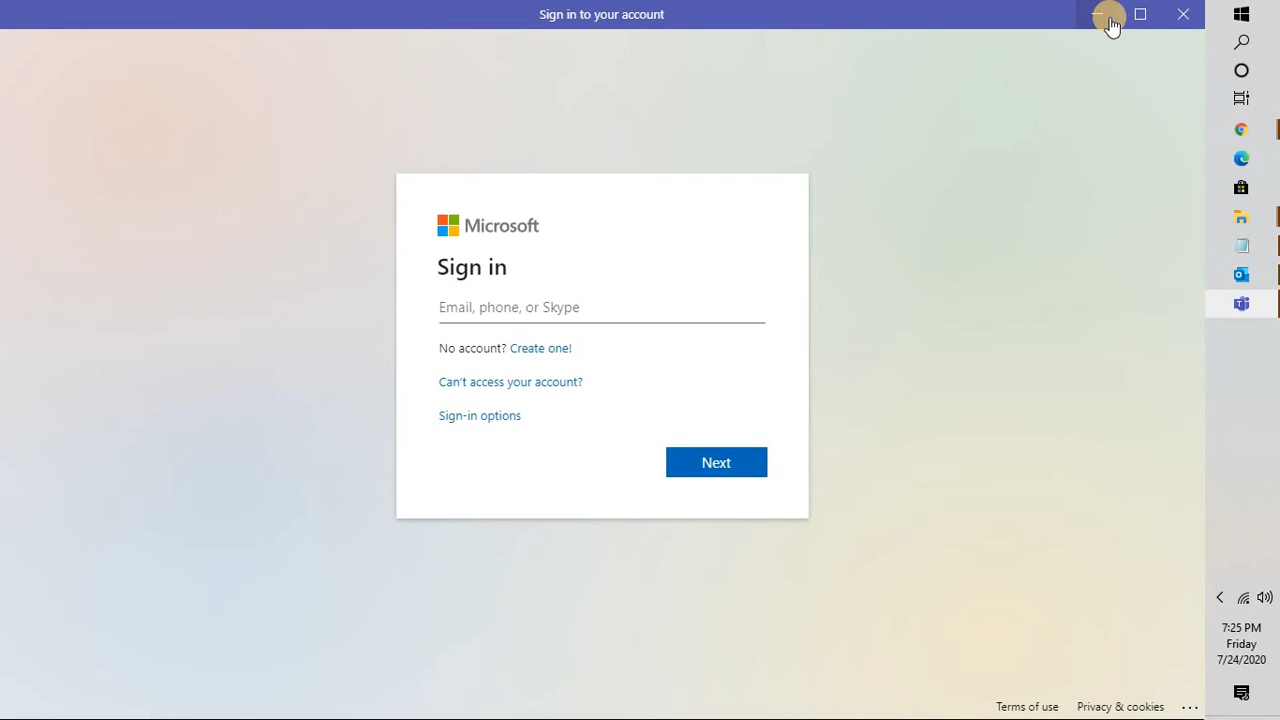 Sign in to your account
Microsoft
Sign in
Email, phone, or Skype
No account? Create one!
Can't access your account?
Sign-in options
Next
7:25 PM
Friday
7/24/2020
Terms of use
Privacy & cookies
...